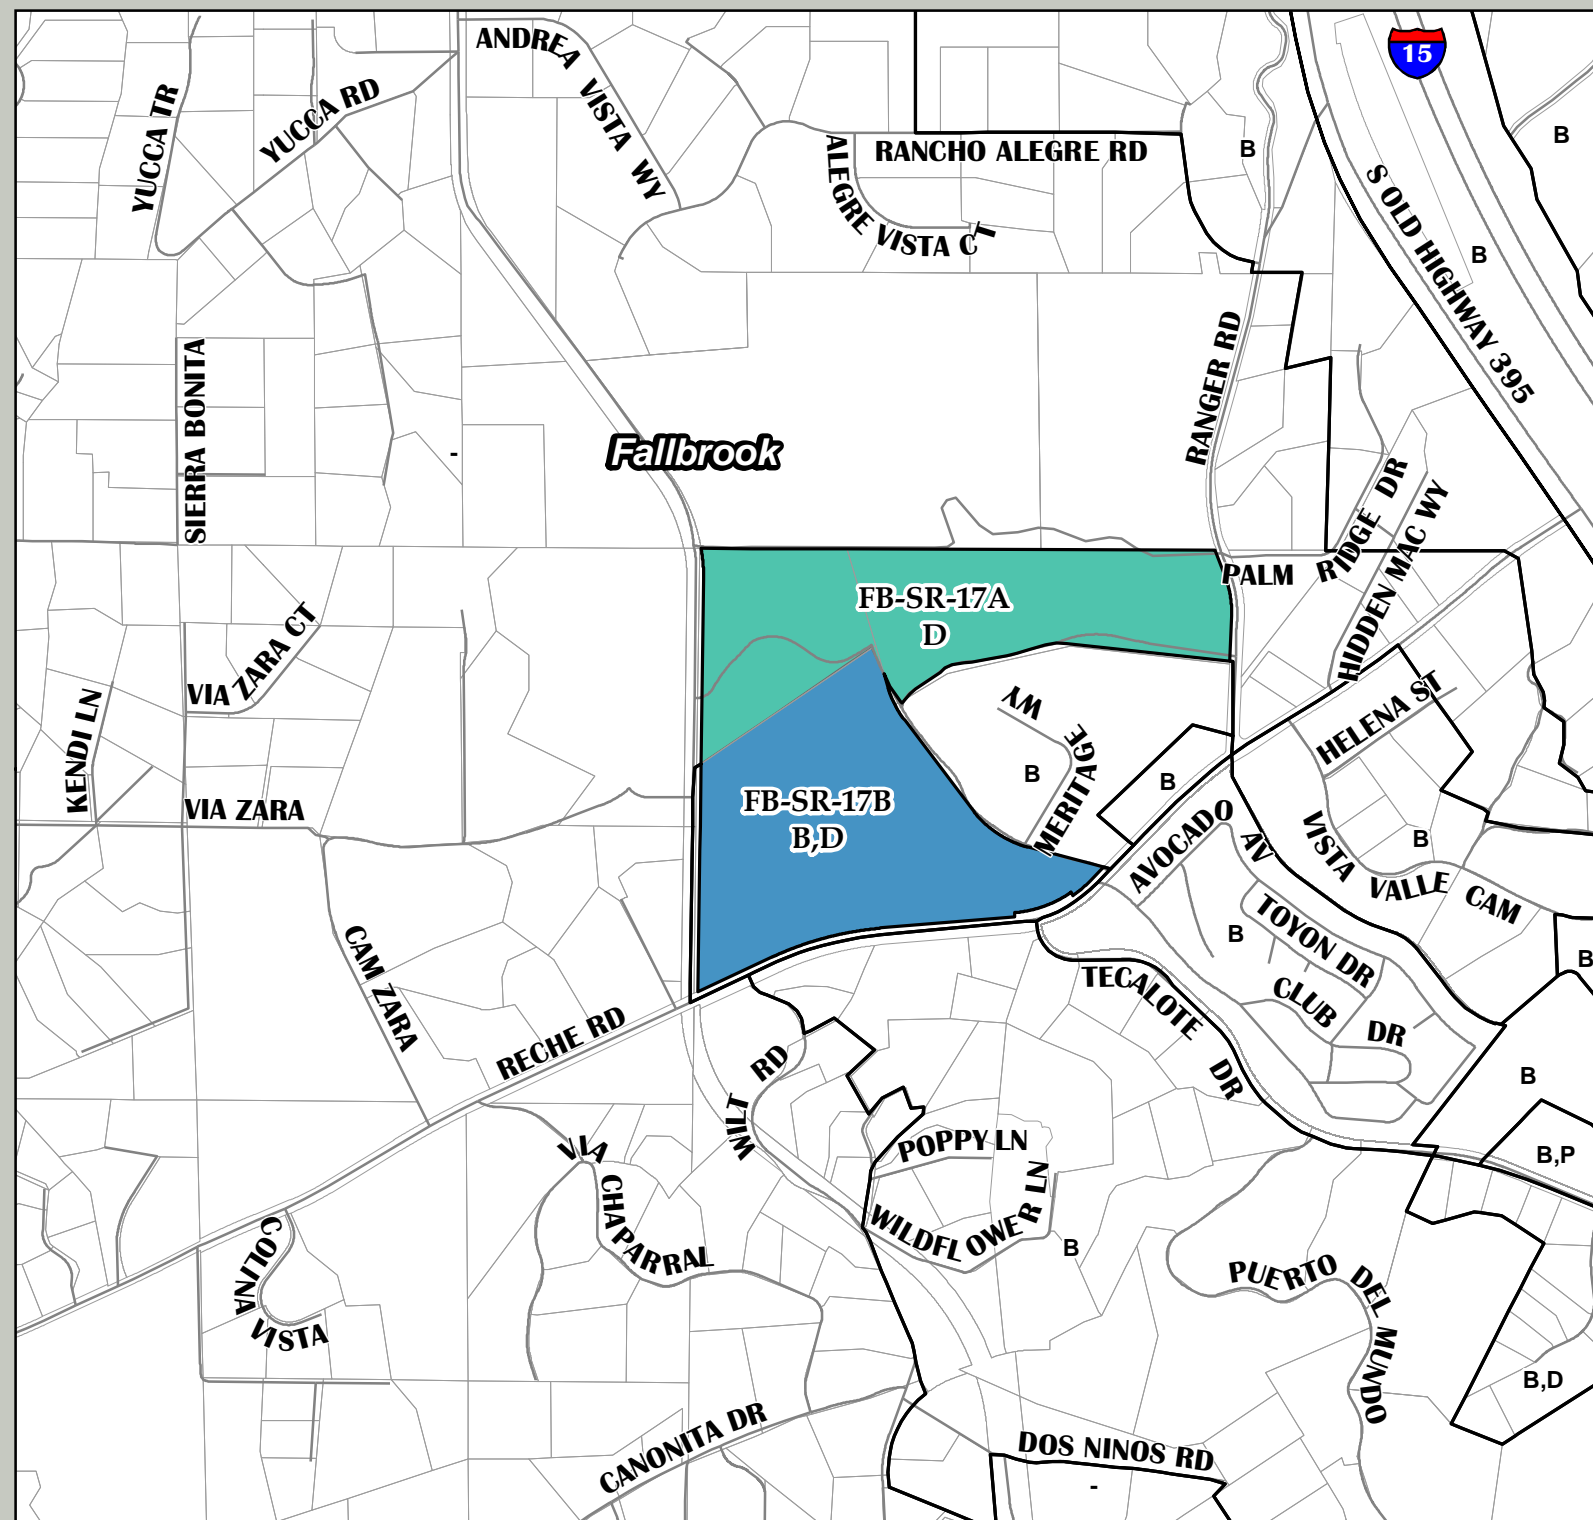 ANDREA VISTA WY
15
YUCCA TR
YUCCA RD
ALEGRE VISTA CT
RANCHO ALEGRE RD
B
B
S OLD HIGHWAY 395
B
RANGER RD
SIERRA BONITA
Fallbrook
-
PALM RIDGE DR
HIDDEN MAC WY
FB-SR-17A
D
VIA ZARA CT
KENDI LN
MERITAGE WY
HELENA ST
B
B
FB-SR-17B
B,D
VIA ZARA
AVOCADO AV
VISTA VALLE CAM
B
TOYON DR
B
B
CLUB DR
TECALOTE DR
CAM ZARA
RECHE RD
WILT RD
B
POPPY LN
B,P
VIA CHAPARRAL
WILDFLOWER LN
B
COLINA VISTA
PUERTO DEL MUNDO
B,D
CANONITA DR
DOS NINOS RD
-